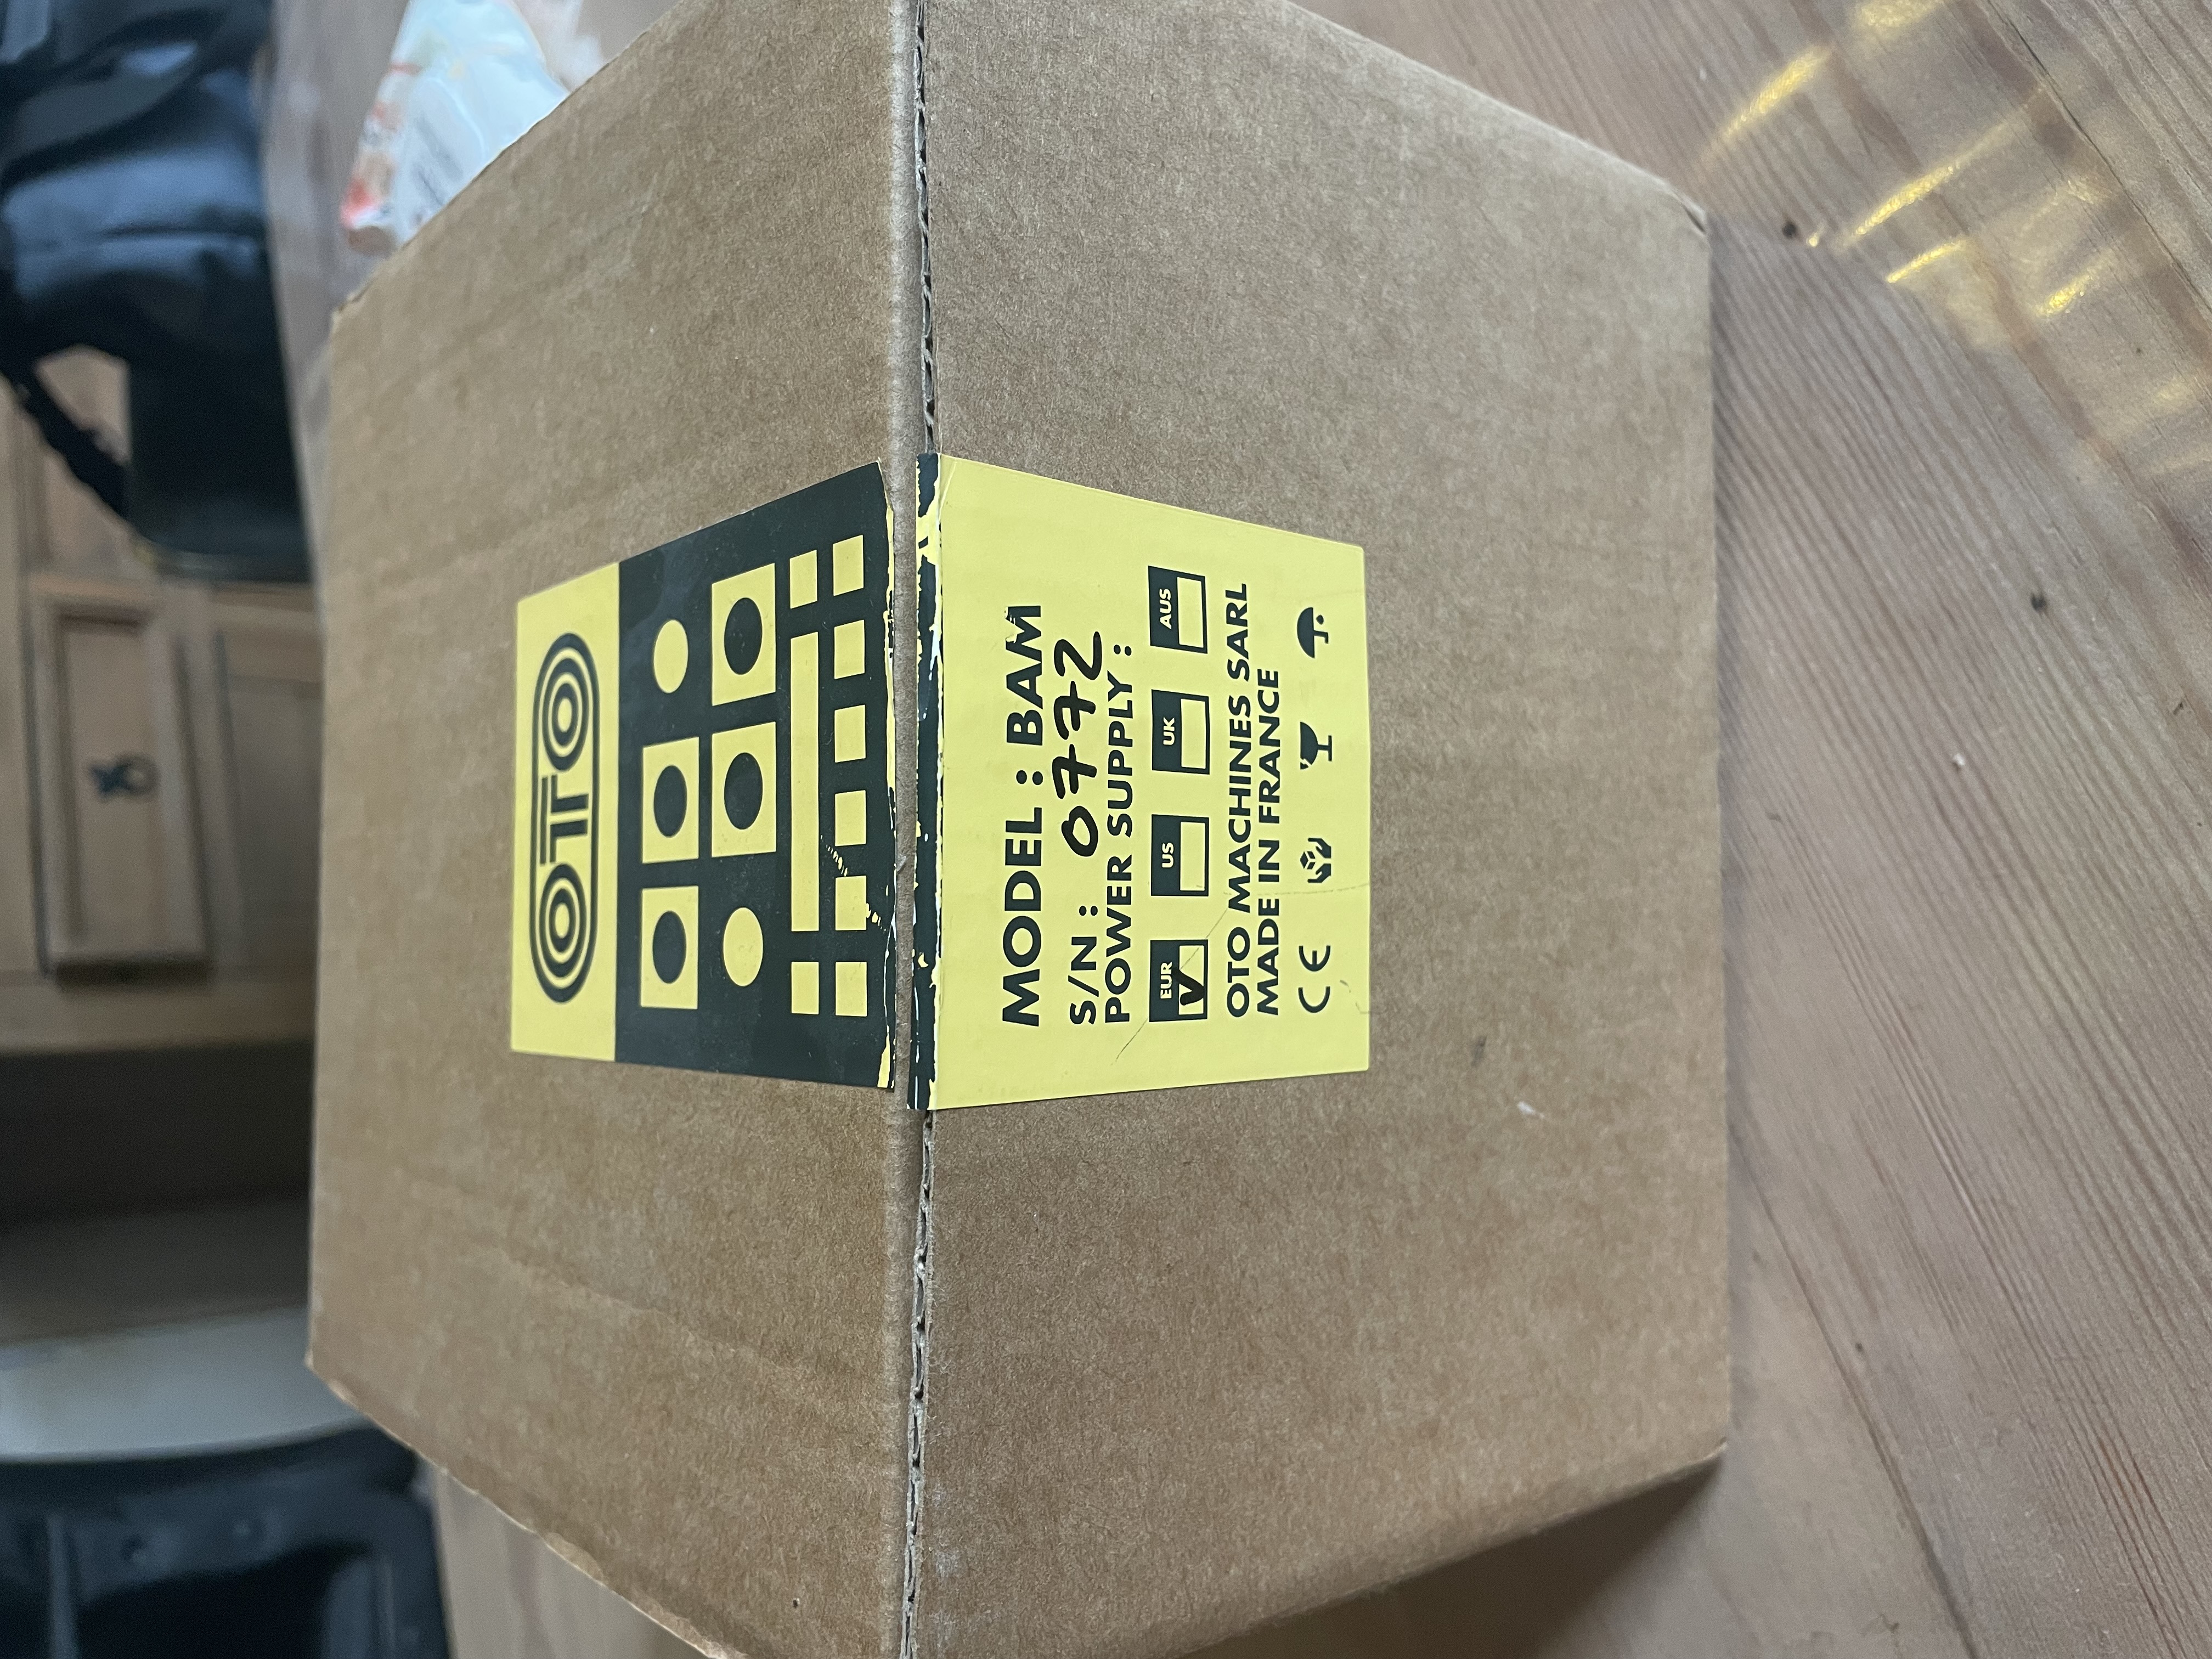 OTO
MODEL : BAM
S/N : 0772
POWER SUPPLY :
EUR US UK AUS
OTO MACHINES SARL
MADE IN FRANCE
CE